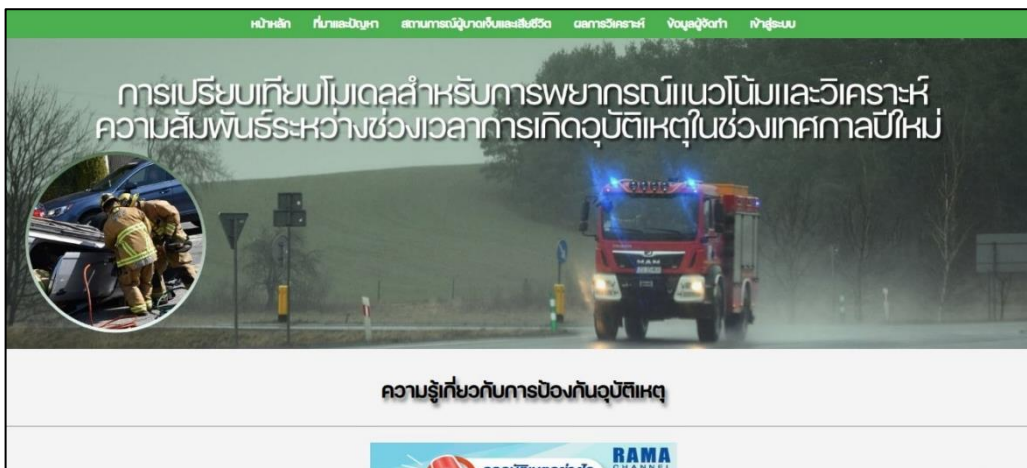 หน้าหลัก ที่มาและปัญหา สถานการณ์ผู้บาดเจ็บและเสียชีวิต ผลการวิเคราะห์ ข้อมูลผู้จัดทำ เข้าสู่ระบบ
การเปรียบเทียบโมเดลสำหรับการพยากรณ์แนวโน้มและวิเคราะห์
ความสัมพันธ์ระหว่างช่วงเวลาการเกิดอุบัติเหตุในช่วงเทศกาลปีใหม่
MAN
ความรู้เกี่ยวกับการป้องกันอุบัติเหตุ
RAMA
CHANNEL